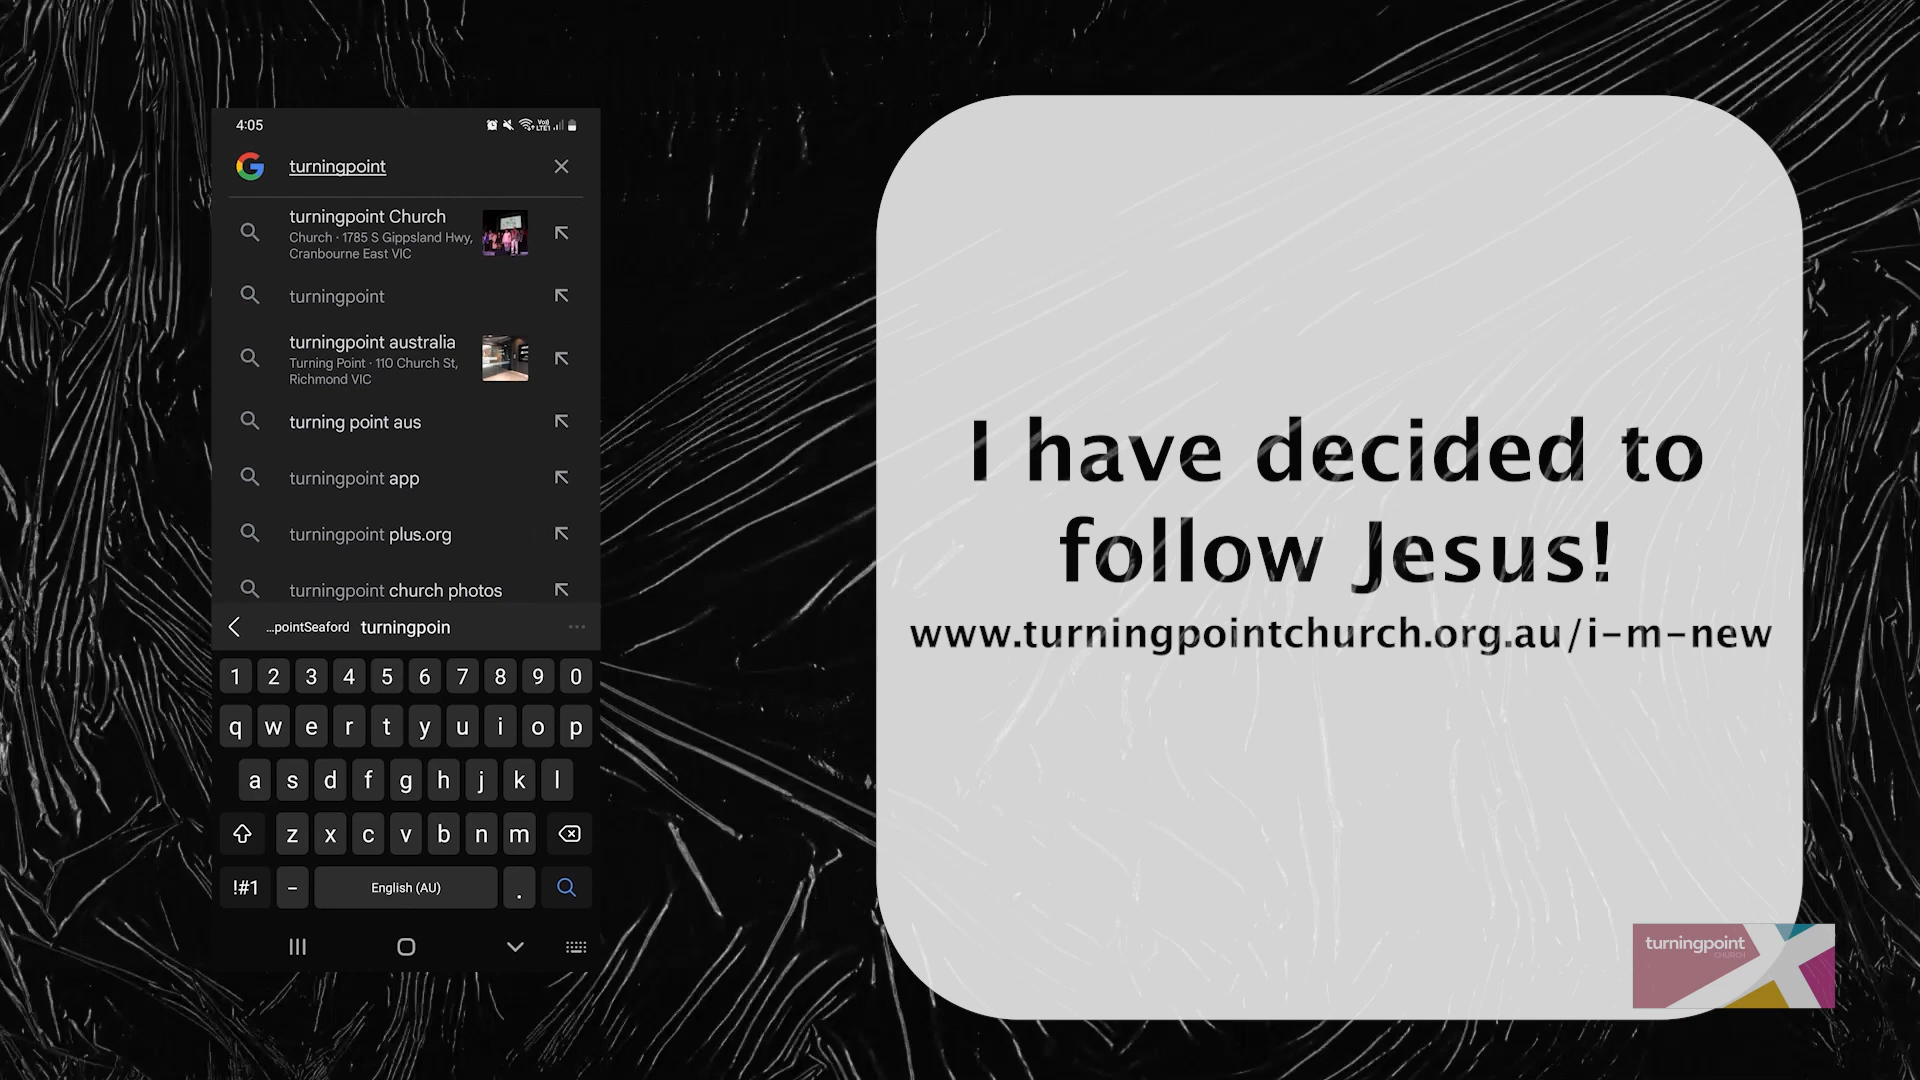 4:05
turningpoint
turningpoint Church
Church · 1785 S Gippsland Hwy,
Cranbourne East VIC
turningpoint
turningpoint australia
Turning Point · 110 Church St,
Richmond VIC
turning point aus
turningpoint app
turningpoint plus.org
turningpoint church photos
...pointSeaford turningpoin
1 2 3 4 5 6 7 8 9 0
q w e r t y u i o p
a s d f g h j k l
z x c v b n m
!#1 - English (AU) .
I have decided to
follow Jesus!
www.turningpointchurch.org.au/i-m-new
turningpoint
CHURCH